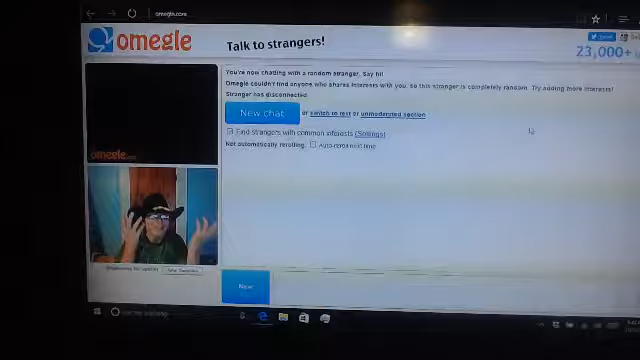 omegle.com
omegle
Talk to strangers!
Tweet
23,000+
You're now chatting with a random stranger. Say hi!
Omegle couldn't find anyone who shares interests with you, so this stranger is completely random. Try adding more interests!
Stranger has disconnected.
New chat or switch to text or unmoderated section
Find strangers with common interests (Settings)
Not automatically rerolling. Auto-reroll next time
omegle.com
New